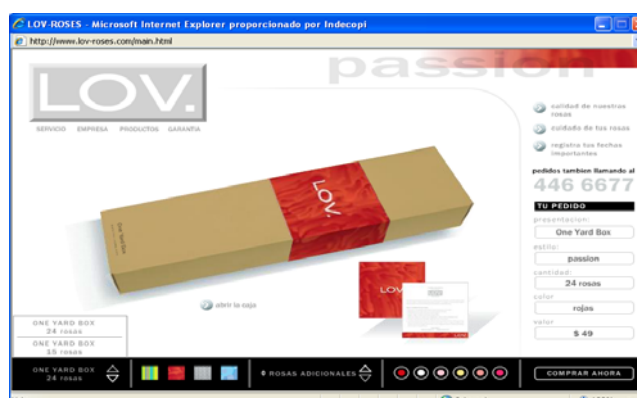 LOV-ROSES - Microsoft Internet Explorer proporcionado por Indecopi
http://www.lov-roses.com/main.html
passion
LOV.
SERVICIO EMPRESA PRODUCTOS GARANTIA
calidad de nuestras
rosas
cuidado de tus rosas
registra tus fechas
importantes
pedidos tambien llamando al
446 6677
TU PEDIDO
presentacion:
One Yard Box
estilo:
passion
cantidad:
24 rosas
color
rojas
valor
$ 49
LOV.
One Yard Box
LOV
abrir la caja
ONE YARD BOX
24 rosas
ONE YARD BOX
15 rosas
ONE YARD BOX
24 rosas
6 ROSAS ADICIONALES
COMPRAR AHORA